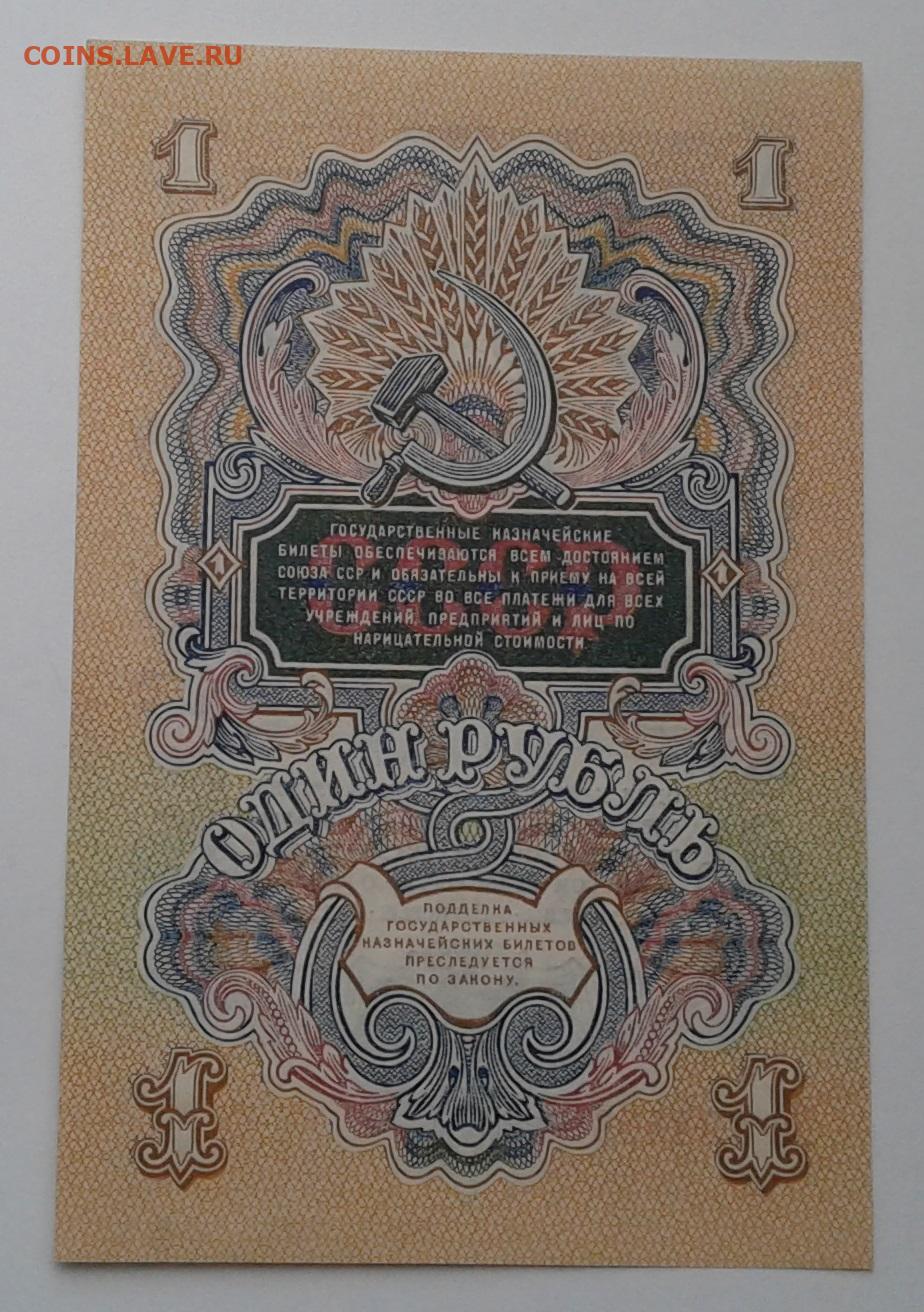 COINS.LAVE.RU
1 1
ГОСУДАРСТВЕННЫЕ КАЗНАЧЕЙСКИЕ
БИЛЕТЫ ОБЕСПЕЧИВАЮТСЯ ВСЕМ ДОСТОЯНИЕМ
СОЮЗА ССР И ОБЯЗАТЕЛЬНЫ К ПРИЕМУ НА ВСЕЙ
ТЕРРИТОРИИ СССР ВО ВСЕ ПЛАТЕЖИ ДЛЯ ВСЕХ
УЧРЕЖДЕНИЙ, ПРЕДПРИЯТИЙ И ЛИЦ ПО
НАРИЦАТЕЛЬНОЙ СТОИМОСТИ.
1 СССР 1
ОДИН РУБЛЬ
ПОДДЕЛКА
ГОСУДАРСТВЕННЫХ
КАЗНАЧЕЙСКИХ БИЛЕТОВ
ПРЕСЛЕДУЕТСЯ
ПО ЗАКОНУ.
1 1